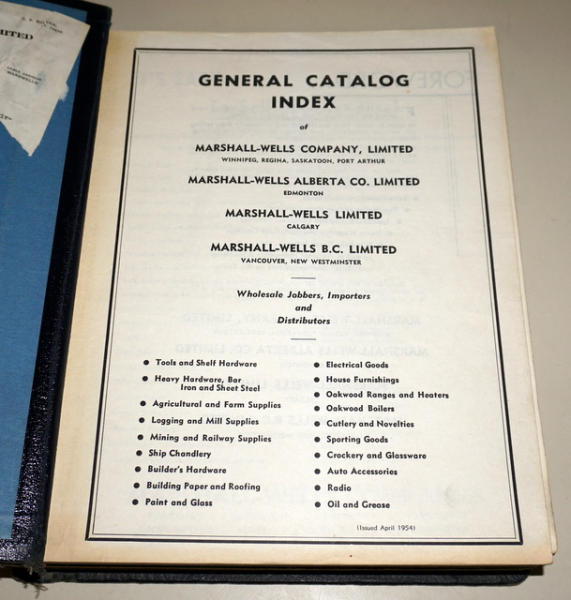 GENERAL CATALOG
INDEX
of
MARSHALL-WELLS COMPANY, LIMITED
WINNIPEG, REGINA, SASKATOON, PORT ARTHUR
MARSHALL-WELLS ALBERTA CO. LIMITED
EDMONTON
MARSHALL-WELLS LIMITED
CALGARY
MARSHALL-WELLS B.C. LIMITED
VANCOUVER, NEW WESTMINSTER
Wholesale Jobbers, Importers
and
Distributors
● Tools and Shelf Hardware
● Heavy Hardware, Bar
Iron and Sheet Steel
● Agricultural and Farm Supplies
● Logging and Mill Supplies
● Mining and Railway Supplies
● Ship Chandlery
● Builder's Hardware
● Building Paper and Roofing
● Paint and Glass
● Electrical Goods
● House Furnishings
● Oakwood Ranges and Heaters
● Oakwood Boilers
● Cutlery and Novelties
● Sporting Goods
● Crockery and Glassware
● Auto Accessories
● Radio
● Oil and Grease
(Issued April 1954)